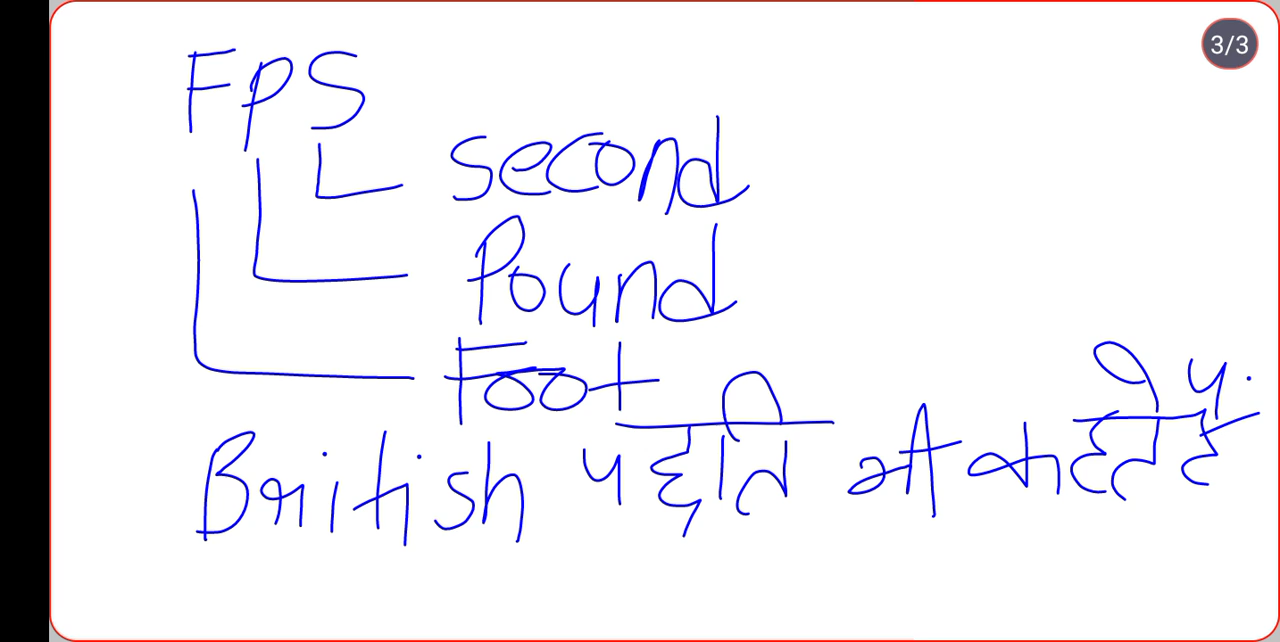 3/3
FPS
second
Pound
Foot
British पद्धति भी कहते हैं.